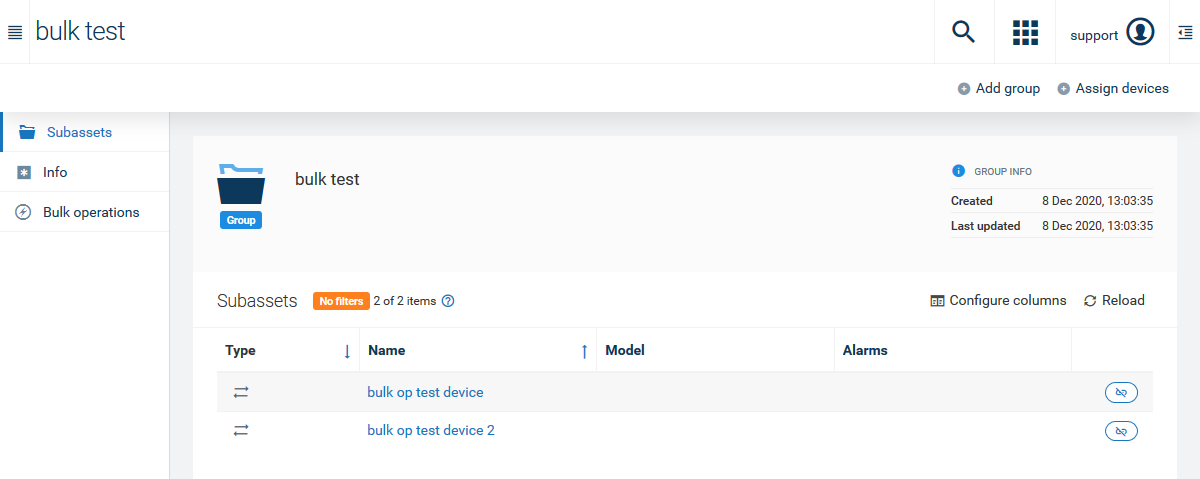 bulk test
support
Add group
Assign devices
Subassets
Info
Bulk operations
Group
bulk test
GROUP INFO
Created 8 Dec 2020, 13:03:35
Last updated 8 Dec 2020, 13:03:35
Subassets No filters 2 of 2 items
Configure columns Reload
Type Name Model Alarms
bulk op test device
bulk op test device 2